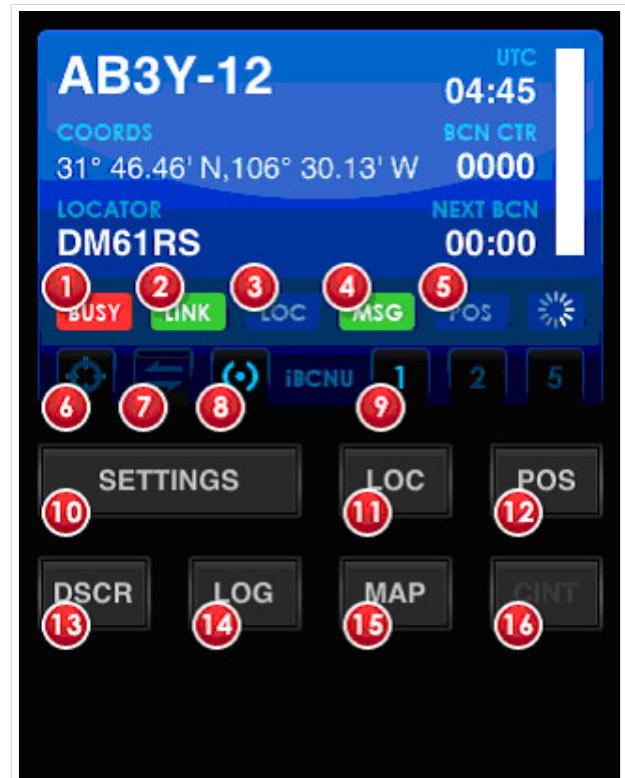 AB3Y-12
UTC
04:45
COORDS
BCN CTR
31° 46.46' N,106° 30.13' W
0000
LOCATOR
NEXT BCN
DM61RS
00:00
1 2 3 4 5
BUSY LINK LOC MSG POS
iBCNU 1 2 5
6 7 8 9
SETTINGS LOC POS
10 11 12
DSCR LOG MAP CINT
13 14 15 16